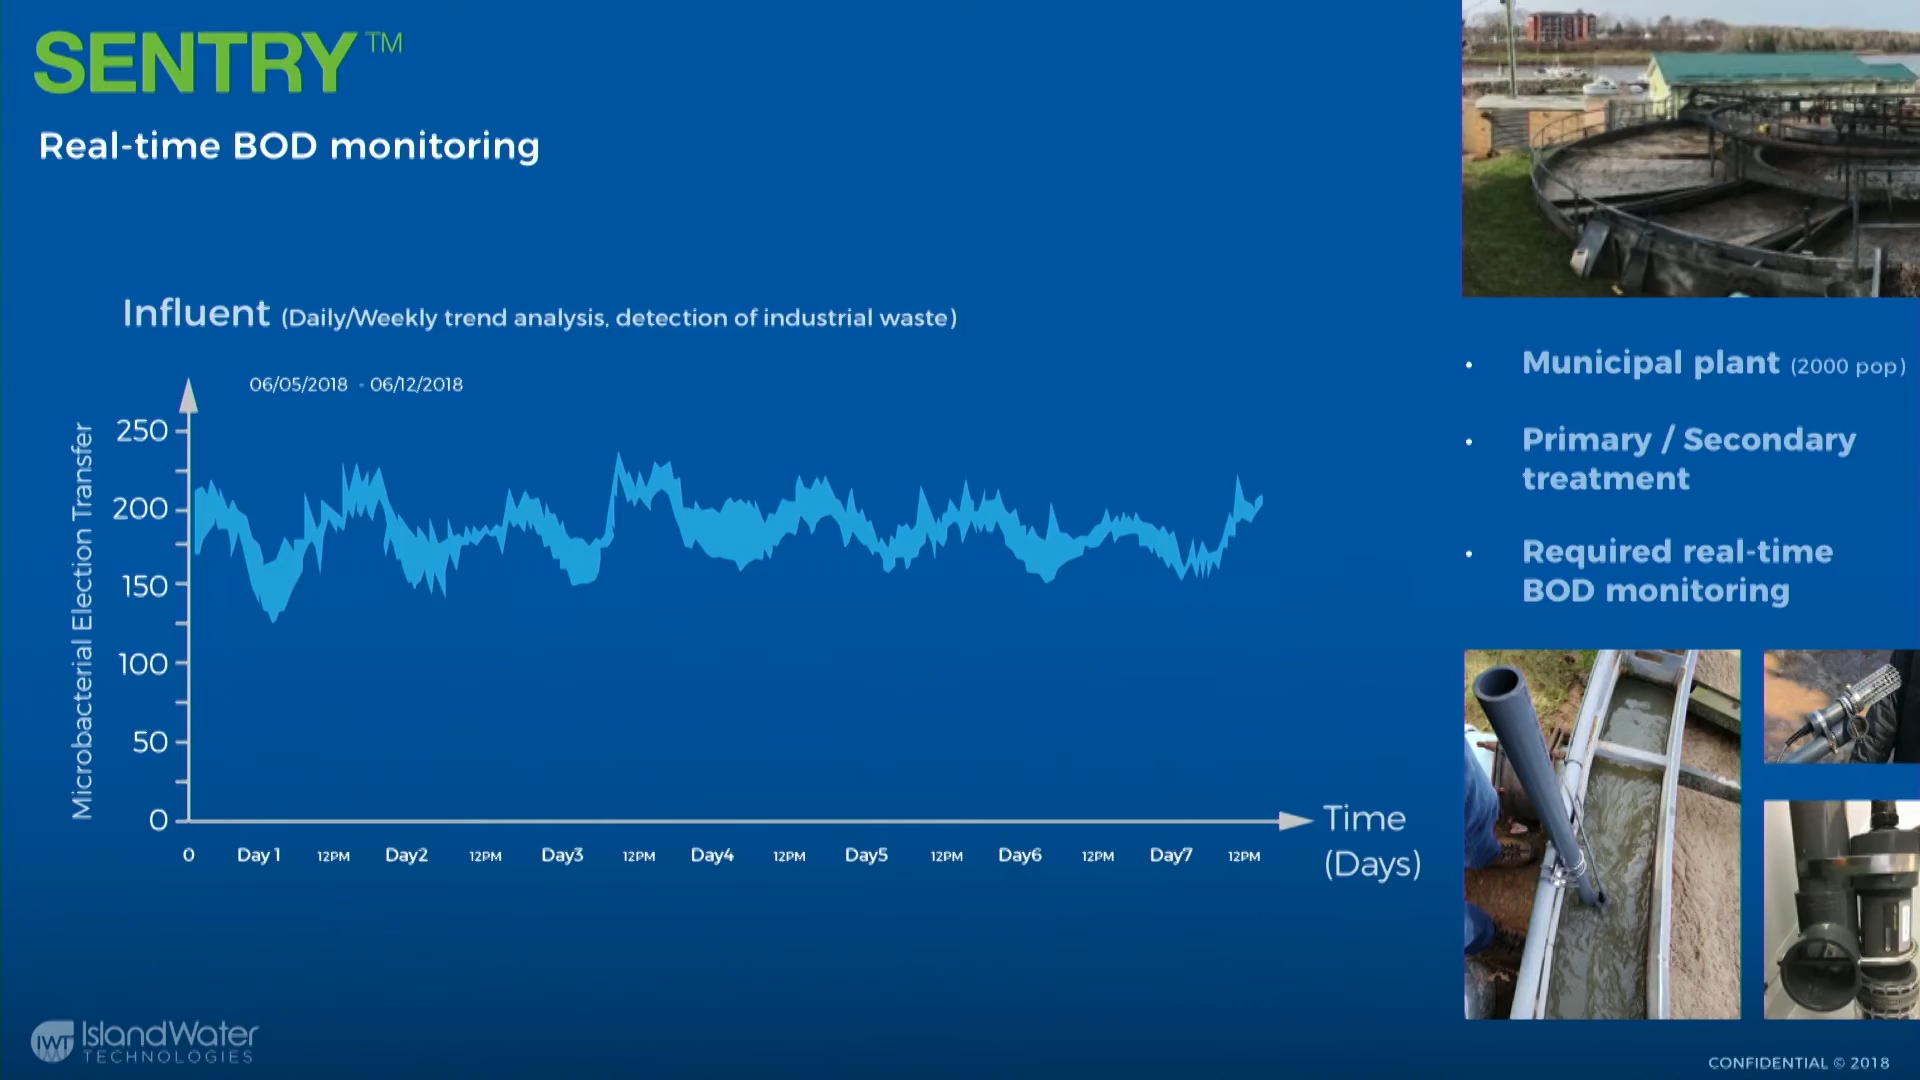 SENTRY™
Real-time BOD monitoring
Influent (Daily/Weekly trend analysis, detection of industrial waste)
06/05/2018 - 06/12/2018
Microbacterial Election Transfer
250
200
150
100
50
0
0 Day 1 12PM Day2 12PM Day3 12PM Day4 12PM Day5 12PM Day6 12PM Day7 12PM
Time
(Days)
• Municipal plant (2000 pop)
• Primary / Secondary
treatment
• Required real-time
BOD monitoring
IWT IslandWater
TECHNOLOGIES
CONFIDENTIAL © 2018